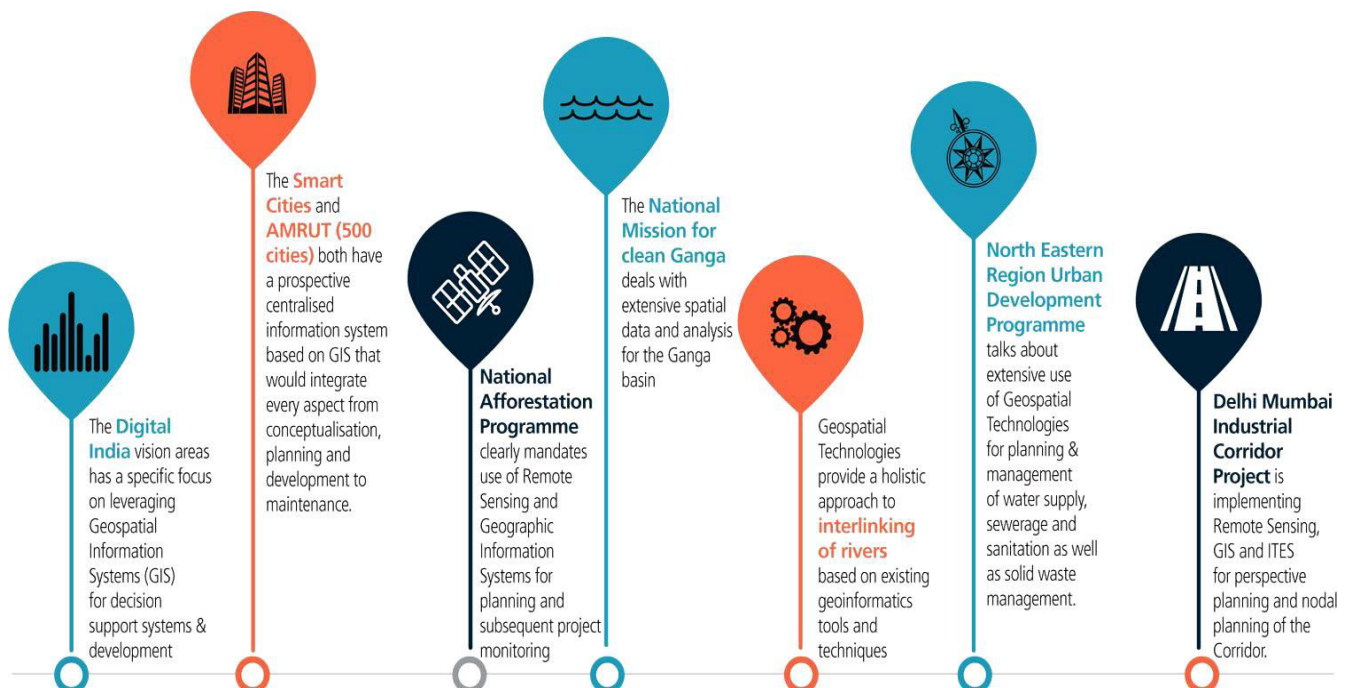 The Digital
India vision areas
has a specific focus
on leveraging
Geospatial
Information
Systems (GIS)
for decision
support systems &
development
The Smart
Cities and
AMRUT (500
cities) both have
a prospective
centralised
information system
based on GIS that
would integrate
every aspect from
conceptualisation,
planning and
development to
maintenance.
National
Afforestation
Programme
clearly mandates
use of Remote
Sensing and
Geographic
Information
Systems for
planning and
subsequent project
monitoring
The National
Mission for
clean Ganga
deals with
extensive spatial
data and analysis
for the Ganga
basin
Geospatial
Technologies
provide a holistic
approach to
interlinking
of rivers
based on existing
geoinformatics
tools and
techniques
North Eastern
Region Urban
Development
Programme
talks about
extensive use
of Geospatial
Technologies
for planning &
management
of water supply,
sewerage and
sanitation as well
as solid waste
management.
Delhi Mumbai
Industrial
Corridor
Project is
implementing
Remote Sensing,
GIS and ITES
for perspective
planning and nodal
planning of the
Corridor.